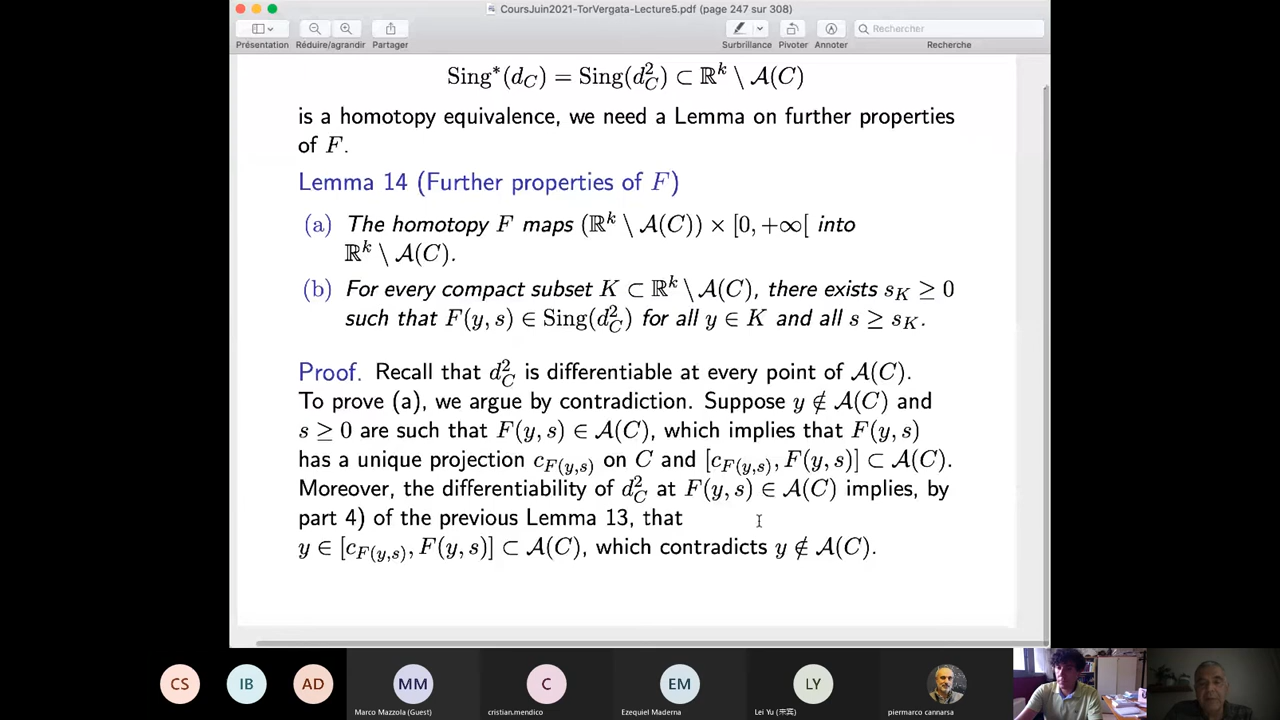 CoursJuin2021-TorVergata-Lecture5.pdf (page 247 sur 308)
Présentation Réduire/agrandir Partager Surbrillance Pivoter Annoter Rechercher Recherche
Sing*(d_C) = Sing(d_C^2) ⊂ ℝ^k \ 𝒜(C)
is a homotopy equivalence, we need a Lemma on further properties
of F.
Lemma 14 (Further properties of F)
(a) The homotopy F maps (ℝ^k \ 𝒜(C)) × [0, +∞[ into
ℝ^k \ 𝒜(C).
(b) For every compact subset K ⊂ ℝ^k \ 𝒜(C), there exists s_K ≥ 0
such that F(y, s) ∈ Sing(d_C^2) for all y ∈ K and all s ≥ s_K.
Proof. Recall that d_C^2 is differentiable at every point of 𝒜(C).
To prove (a), we argue by contradiction. Suppose y ∉ 𝒜(C) and
s ≥ 0 are such that F(y, s) ∈ 𝒜(C), which implies that F(y, s)
has a unique projection c_{F(y,s)} on C and [c_{F(y,s)}, F(y, s)] ⊂ 𝒜(C).
Moreover, the differentiability of d_C^2 at F(y, s) ∈ 𝒜(C) implies, by
part 4) of the previous Lemma 13, that
y ∈ [c_{F(y,s)}, F(y, s)] ⊂ 𝒜(C), which contradicts y ∉ 𝒜(C).
CS IB AD MM C EM LY
Marco Mazzola (Guest) cristian.mendico Ezequiel Maderna Lei Yu (宋宾) piermarco cannarsa